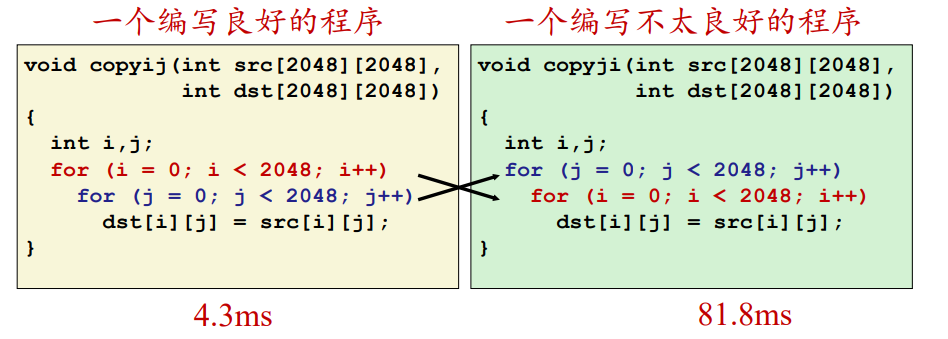 一个编写良好的程序
void copyij(int src[2048][2048],
int dst[2048][2048])
{
int i,j;
for (i = 0; i < 2048; i++)
for (j = 0; j < 2048; j++)
dst[i][j] = src[i][j];
}
4.3ms
一个编写不太良好的程序
void copyji(int src[2048][2048],
int dst[2048][2048])
{
int i,j;
for (j = 0; j < 2048; j++)
for (i = 0; i < 2048; i++)
dst[i][j] = src[i][j];
}
81.8ms